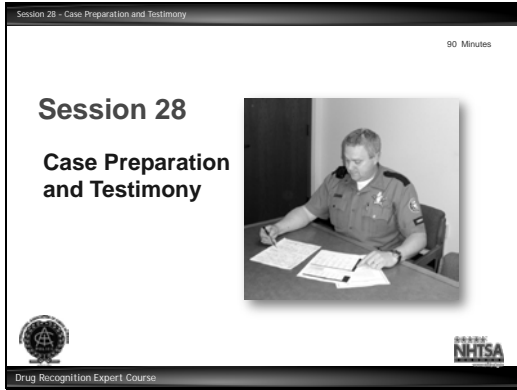 Session 28 - Case Preparation and Testimony
90 Minutes
Session 28
Case Preparation
and Testimony
NHTSA
Drug Recognition Expert Course